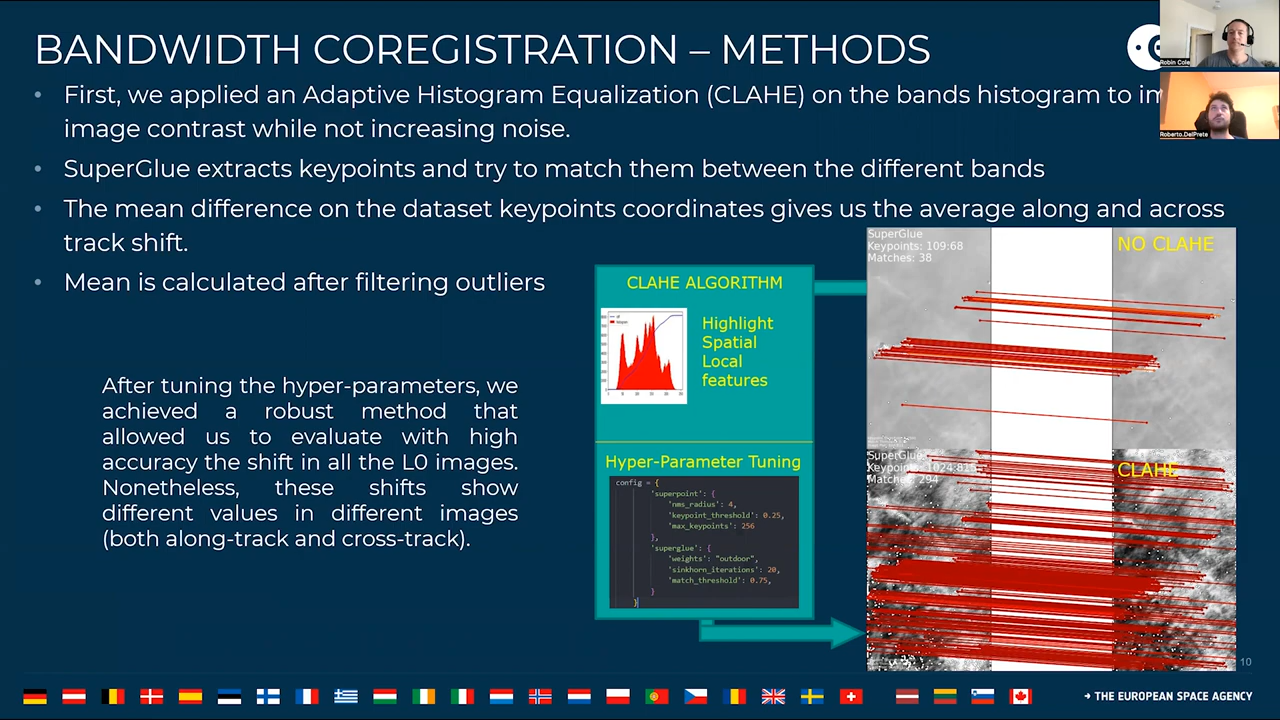 BANDWIDTH COREGISTRATION – METHODS
• First, we applied an Adaptive Histogram Equalization (CLAHE) on the bands histogram to
image contrast while not increasing noise.
• SuperGlue extracts keypoints and try to match them between the different bands
• The mean difference on the dataset keypoints coordinates gives us the average along and across
track shift.
• Mean is calculated after filtering outliers
After tuning the hyper-parameters, we
achieved a robust method that
allowed us to evaluate with high
accuracy the shift in all the L0 images.
Nonetheless, these shifts show
different values in different images
(both along-track and cross-track).
CLAHE ALGORITHM
Highlight
Spatial
Local
features
Hyper-Parameter Tuning
config = {
'superpoint': {
'nms_radius': 4,
'keypoint_threshold': 0.25,
'max_keypoints': 256
},
'superglue': {
'weights': "outdoor",
'sinkhorn_iterations': 20,
'match_threshold': 0.75,
}
}
SuperGlue
Keypoints: 109:68
Matches: 38
NO CLAHE
SuperGlue
Matches: 294
CLAHE
Robin Cole
Roberto.DelPrete
10
→ THE EUROPEAN SPACE AGENCY